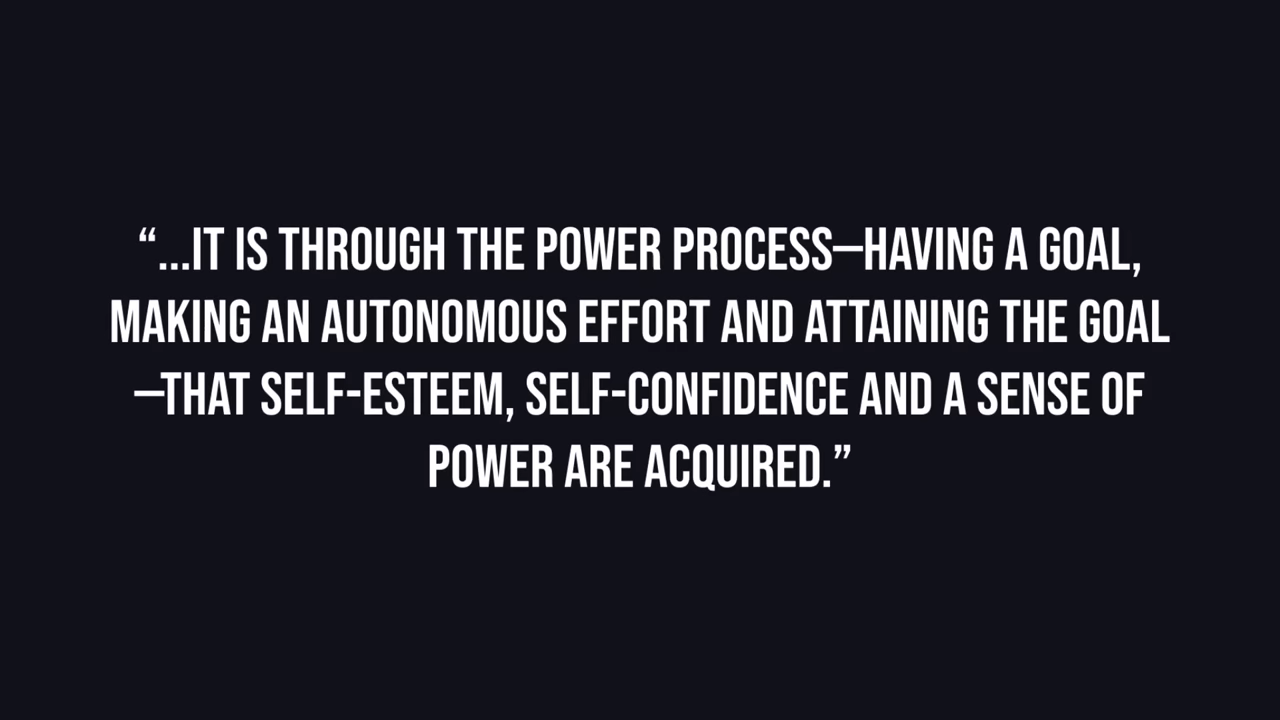 “...IT IS THROUGH THE POWER PROCESS—HAVING A GOAL,
MAKING AN AUTONOMOUS EFFORT AND ATTAINING THE GOAL
—THAT SELF-ESTEEM, SELF-CONFIDENCE AND A SENSE OF
POWER ARE ACQUIRED.”